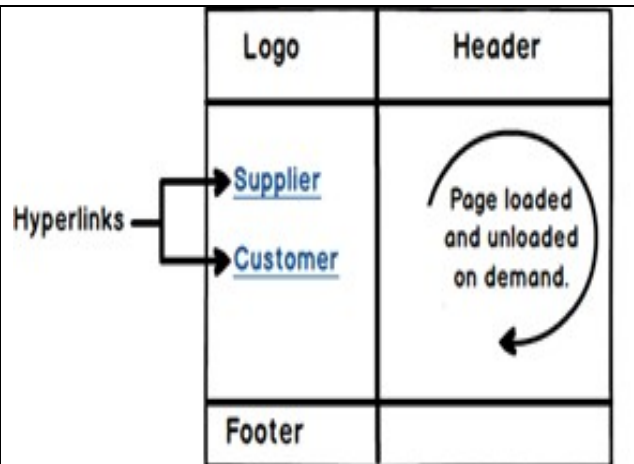 Logo
Header
Hyperlinks
Supplier
Customer
Page loaded
and unloaded
on demand.
Footer